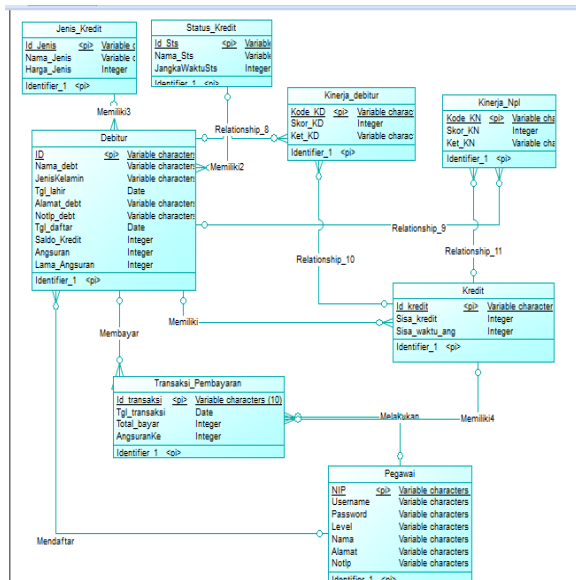 Jenis_Kredit
Id_Jenis <pi> Variable c
Nama_Jenis Variable c
Harga_Jenis Integer
Identifier_1 <pi>
Status_Kredit
Id_Sts <pi> Variabl
Nama_Sts Variabl
JangkaWaktuSts Integer
Identifier_1 <pi>
Kinerja_debitur
Kode_KD <pi> Variable charac
Skor_KD Integer
Ket_KD Variable charac
Identifier_1 <pi>
Kinerja_Npl
Kode_KN <pi> Variable cha
Skor_KN Integer
Ket_KN Variable cha
Identifier_1 <pi>
Memiliki3
Relationship_8
Memiliki2
Debitur
ID <pi> Variable characters
Nama_debt Variable characters
JenisKelamin Variable characters
Tgl_lahir Date
Alamat_debt Variable characters
Notlp_debt Variable characters
Tgl_daftar Date
Saldo_Kredit Integer
Angsuran Integer
Lama_Angsuran Integer
Identifier_1 <pi>
Relationship_9
Relationship_11
Relationship_10
Kredit
Id_kredit <pi> Variable character
Sisa_kredit Integer
Sisa_waktu_ang Integer
Identifier_1 <pi>
Memiliki
Membayar
Transaksi_Pembayaran
Id_transaksi <pi> Variable characters (10)
Tgl_transaksi Date
Total_bayar Integer
AngsuranKe Integer
Identifier_1 <pi>
Melakukan
Memiliki4
Pegawai
NIP <pi> Variable characters
Username Variable characters
Password Variable characters
Level Variable characters
Nama Variable characters
Alamat Variable characters
Notlp Variable characters
Identifier_1 <pi>
Mendaftar